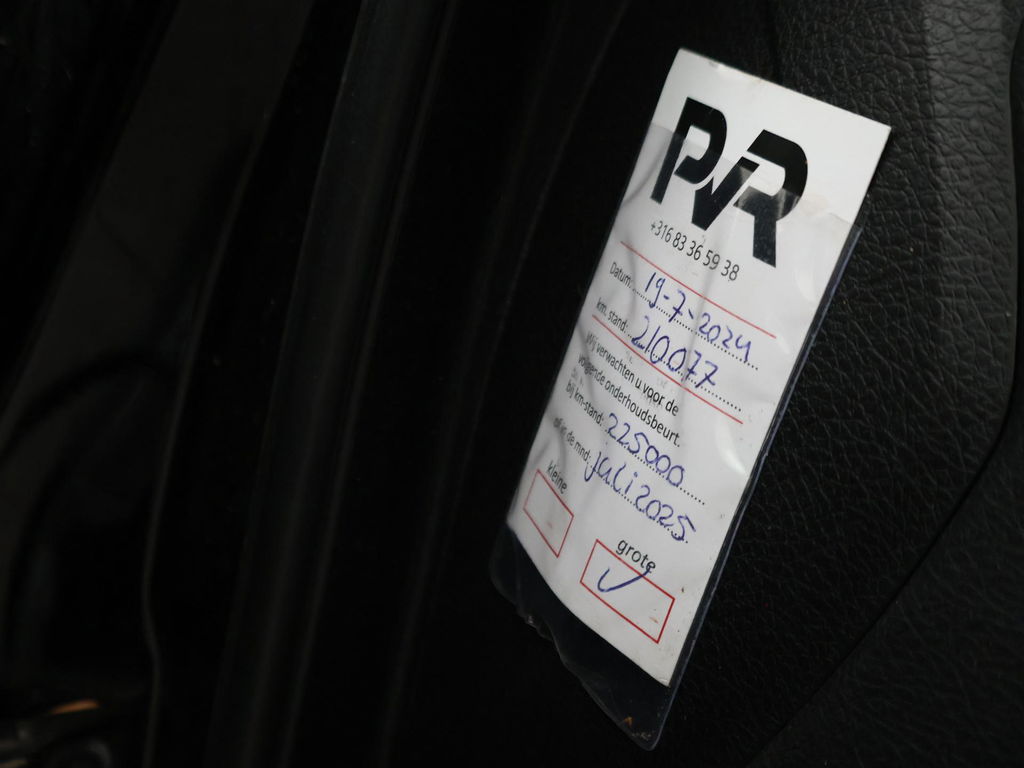 PVR
+316 83 36 59 38
Datum: 19-7-2024
km. stand: 210077
Wij verwachten u voor de
volgende onderhoudsbeurt.
bij km-stand: 225000
of in de mnd: juli 2025
kleine
grote